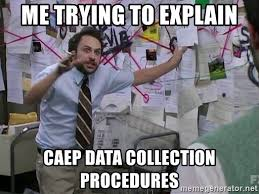 ME TRYING TO EXPLAIN
CAEP DATA COLLECTION
PROCEDURES
memegenerator.net